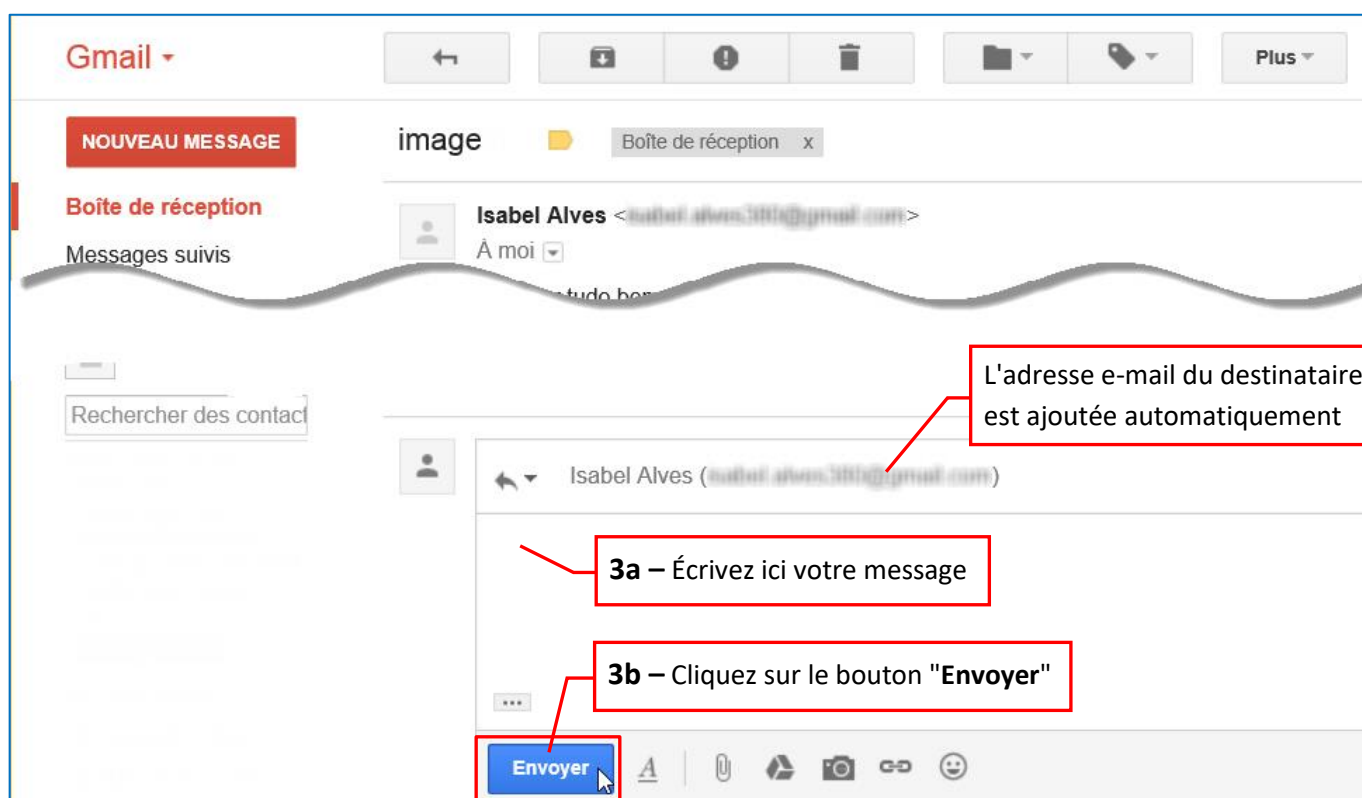 Gmail
Plus
NOUVEAU MESSAGE
image
Boîte de réception x
Boîte de réception
Isabel Alves < >
Messages suivis
À moi
tudo
L'adresse e-mail du destinataire
est ajoutée automatiquement
Rechercher des contact
Isabel Alves ( )
3a – Écrivez ici votre message
3b – Cliquez sur le bouton "Envoyer"
Envoyer
A